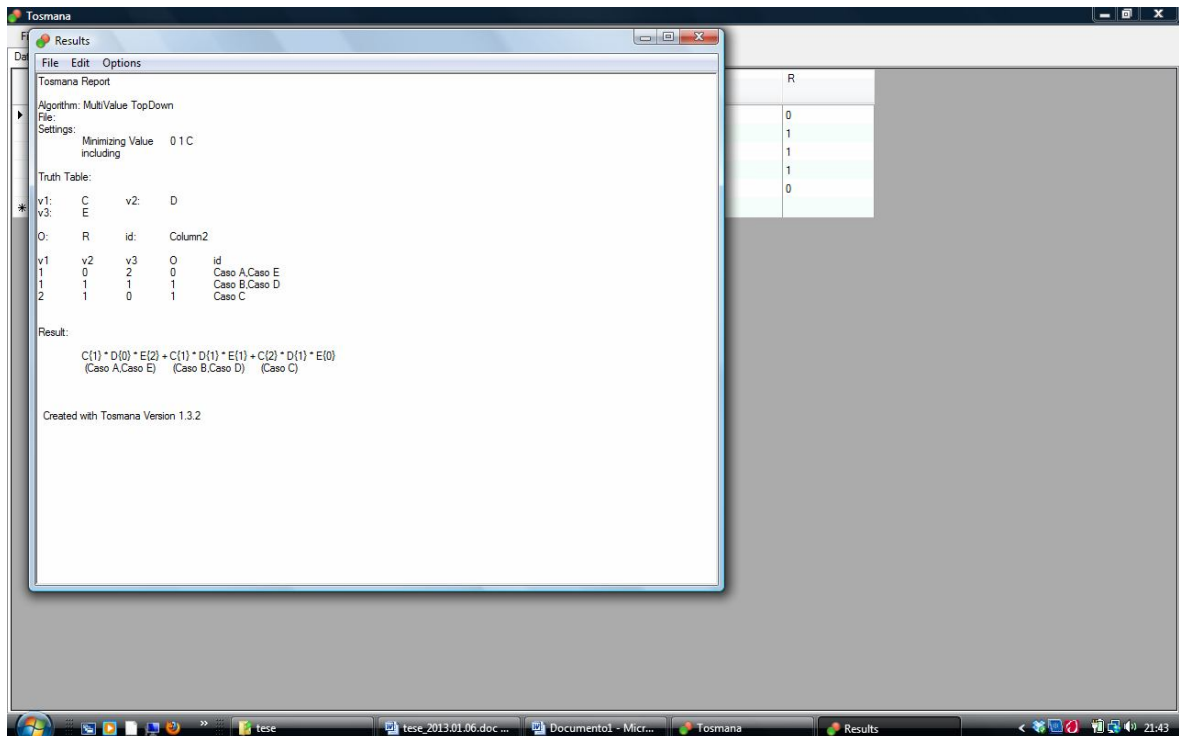 Tosmana
Results
File Edit Options
Tosmana Report
Algorithm: MultiValue TopDown
File:
Settings:
Minimizing Value 0 1 C
including
Truth Table:
v1: C v2: D
v3: E
O: R id: Column2
v1 v2 v3 O id
1 0 2 0 Caso A,Caso E
1 1 1 1 Caso B,Caso D
2 1 0 1 Caso C
Result:
C{1} * D{0} * E{2} + C{1} * D{1} * E{1} + C{2} * D{1} * E{0}
(Caso A,Caso E) (Caso B,Caso D) (Caso C)
Created with Tosmana Version 1.3.2
R
0
1
1
1
0
tese
tese_2013.01.06.doc ...
Documento1 - Micr...
Tosmana
Results
21:43